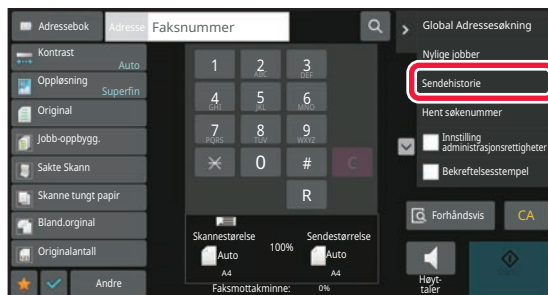 Adressebok
Adresse
Faksnummer
Global Adressesøkning
Kontrast
Auto
Oppløsning
Superfin
Original
Jobb-oppbygg.
Sakte Skann
Skanne tungt papir
Bland.orginal
Originalantall
Andre
1
2
ABC
3
DEF
4
GHI
5
JKL
6
MNO
7
PQRS
8
TUV
9
WXYZ
0
#
C
R
Skannestørelse
Auto
A4
100%
Sendestørrelse
Auto
A4
Faksmottakminne:
0%
Nylige jobber
Sendehistorie
Hent søkenummer
Innstilling
administrasjonsrettigheter
Bekreftelsesstempel
Forhåndsvis
CA
Høyt-
taler